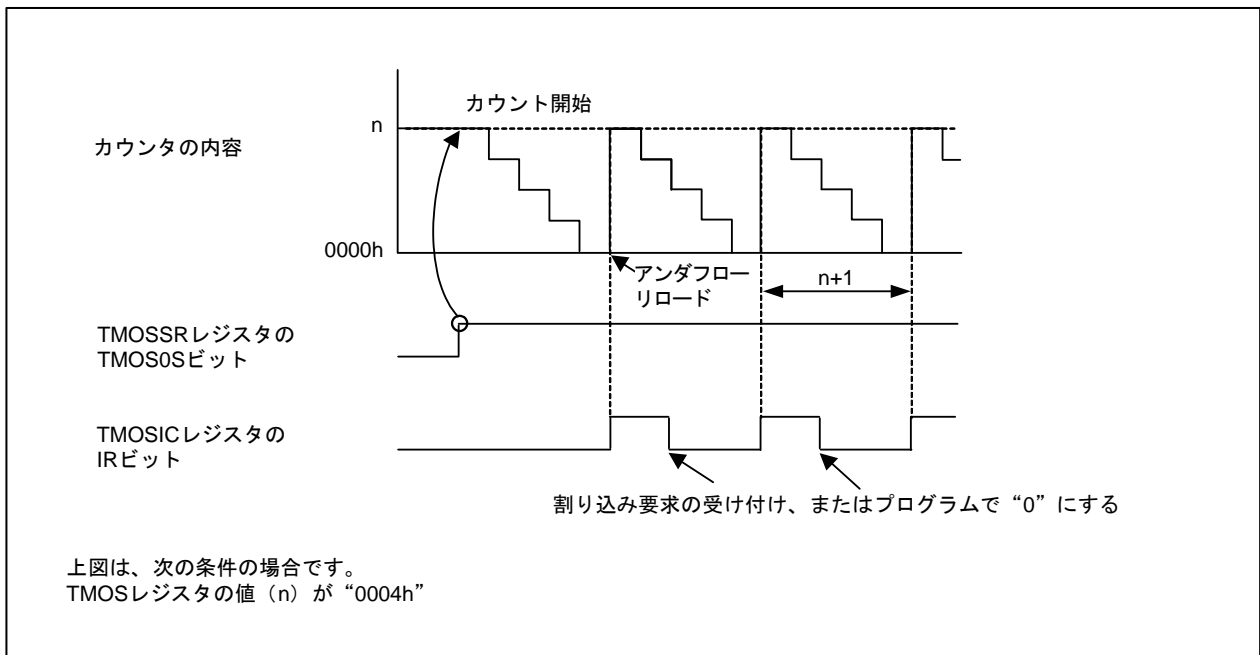 カウント開始
n
カウンタの内容
0000h
アンダフロー
リロード
n+1
TMOSSRレジスタの
TMOS0Sビット
TMOSICレジスタの
IRビット
割り込み要求の受け付け、またはプログラムで“0”にする
上図は、次の条件の場合です。
TMOSレジスタの値（n）が“0004h”